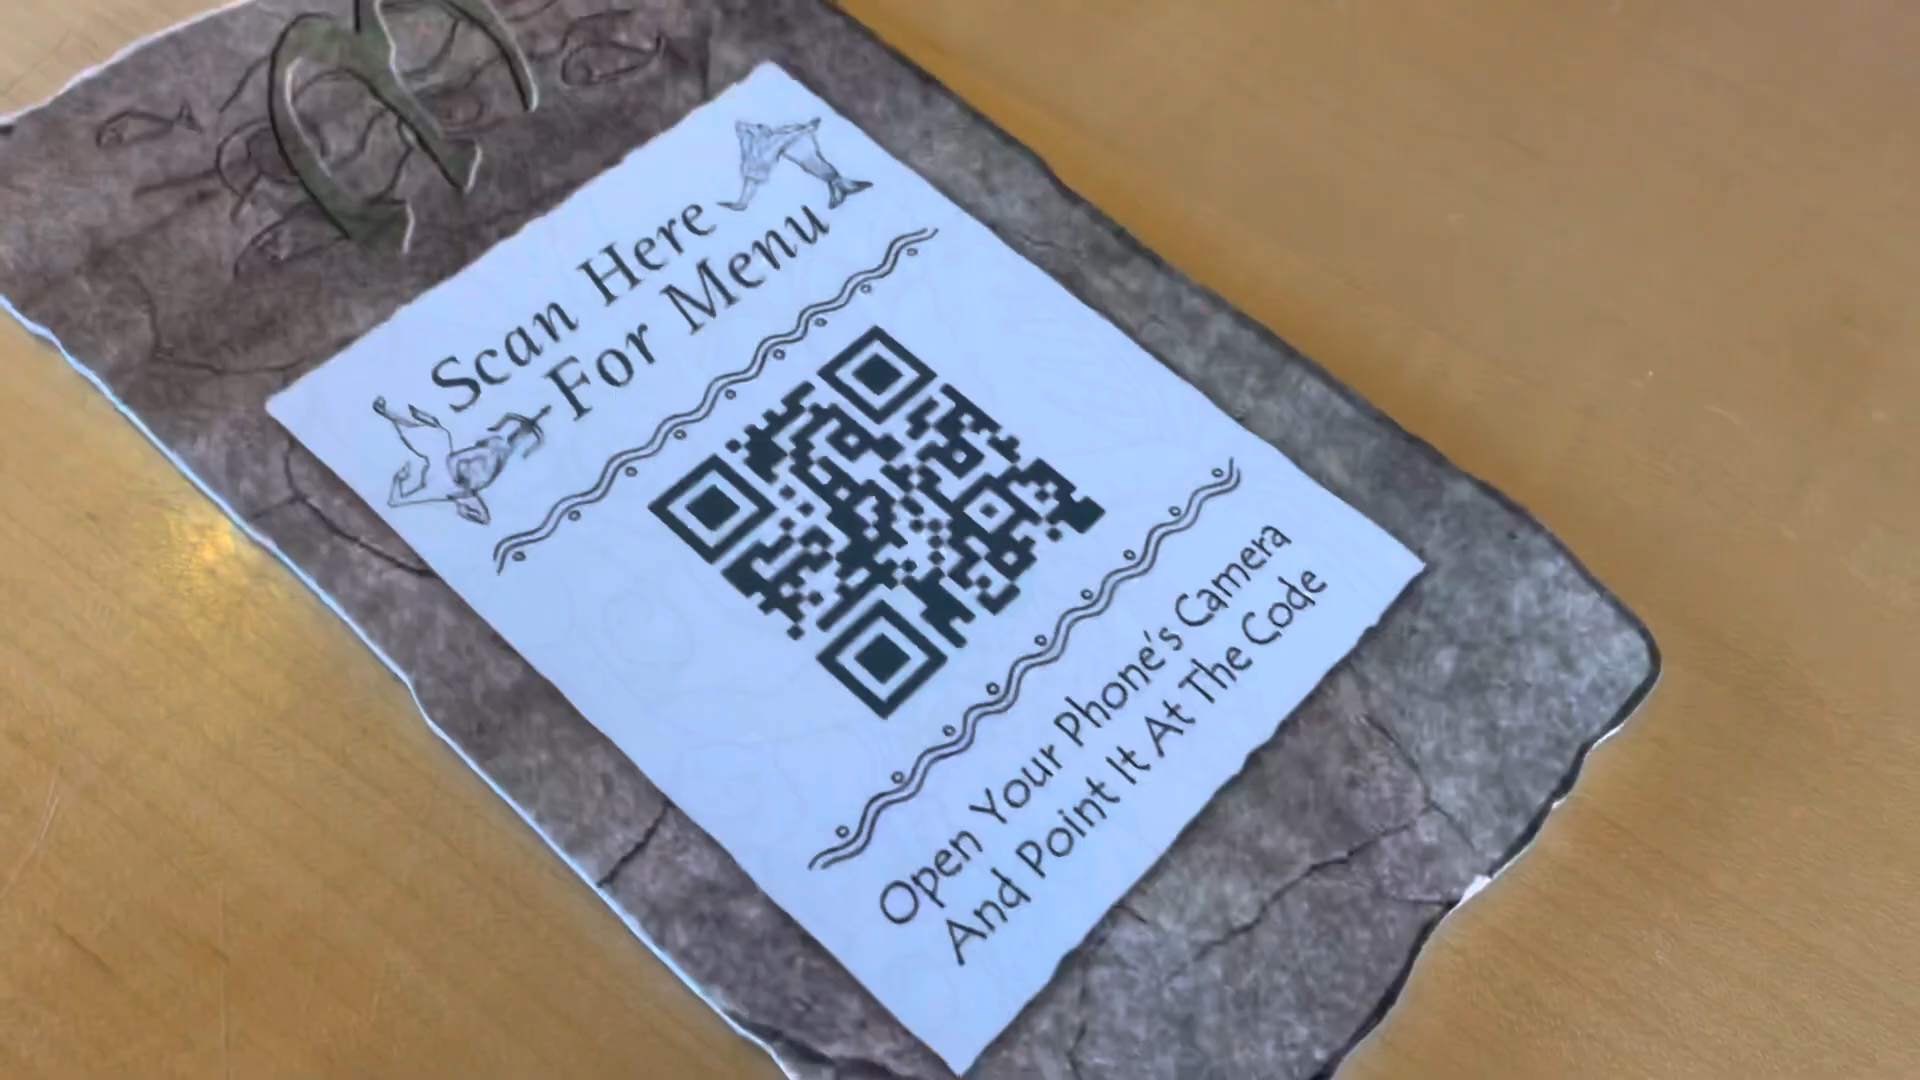 Scan Here
For Menu
Open Your Phone's Camera
And Point It At The Code